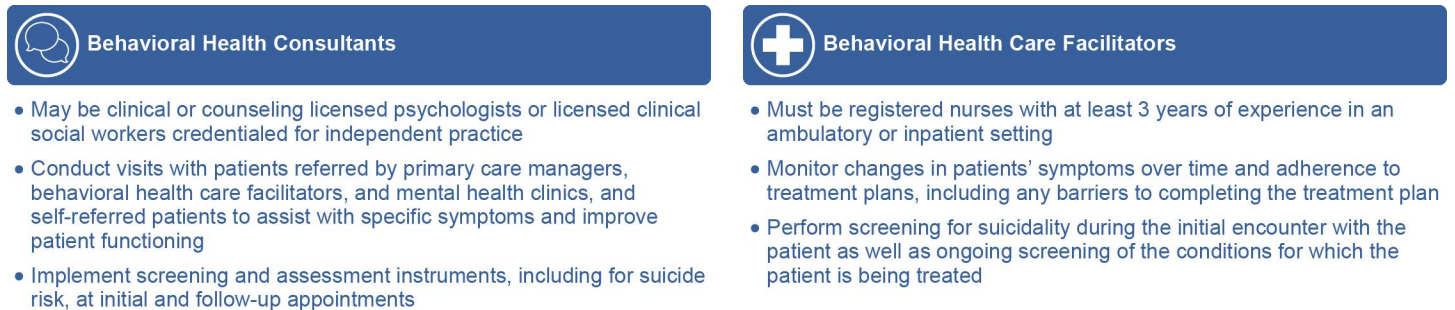 Behavioral Health Consultants
• May be clinical or counseling licensed psychologists or licensed clinical
social workers credentialed for independent practice
• Conduct visits with patients referred by primary care managers,
behavioral health care facilitators, and mental health clinics, and
self-referred patients to assist with specific symptoms and improve
patient functioning
• Implement screening and assessment instruments, including for suicide
risk, at initial and follow-up appointments
Behavioral Health Care Facilitators
• Must be registered nurses with at least 3 years of experience in an
ambulatory or inpatient setting
• Monitor changes in patients’ symptoms over time and adherence to
treatment plans, including any barriers to completing the treatment plan
• Perform screening for suicidality during the initial encounter with the
patient as well as ongoing screening of the conditions for which the
patient is being treated